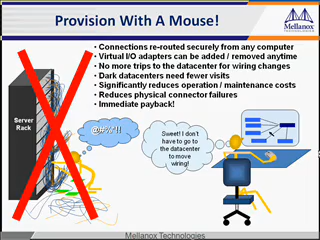 Provision With A Mouse!
Mellanox
TECHNOLOGIES
• Connections re-routed securely from any computer
• Virtual I/O adapters can be added / removed anytime
• No more trips to the datacenter for wiring changes
• Dark datacenters need fewer visits
• Significantly reduces operation / maintenance costs
• Reduces physical connector failures
• Immediate payback!
Server
Rack
@#%*!!
Sweet! I don't
have to go to
the datacenter
to move
wiring!
Mellanox Technologies